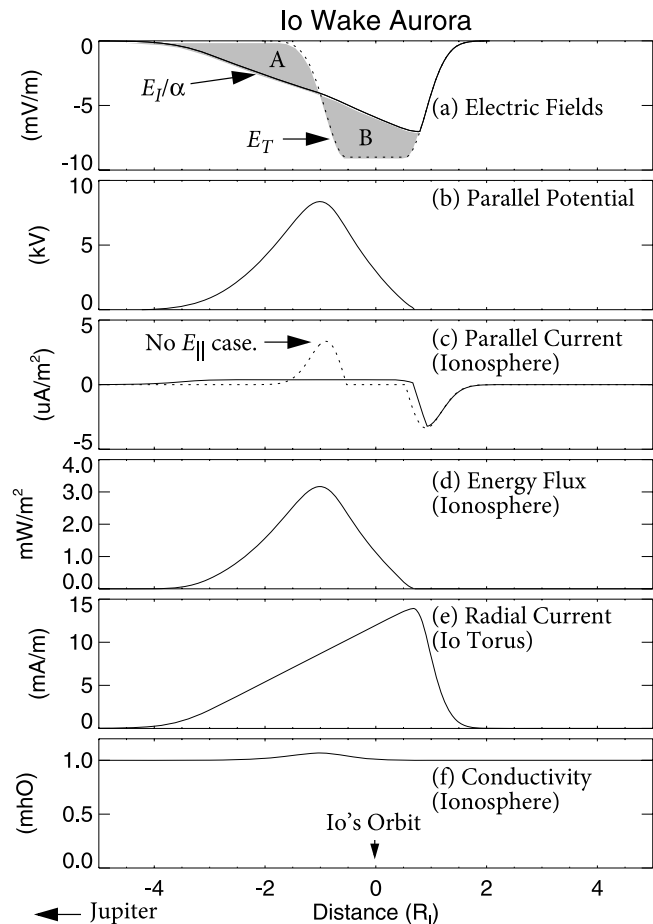 Io Wake Aurora
0
-5
-10
(mV/m)
A
B
E_I/α
E_T
(a) Electric Fields
10
5
0
(kV)
(b) Parallel Potential
5
0
-5
(uA/m²)
No E_|| case.
(c) Parallel Current
(Ionosphere)
4.0
3.0
2.0
1.0
0.0
mW/m²
(d) Energy Flux
(Ionosphere)
15
10
5
0
(mA/m)
(e) Radial Current
(Io Torus)
1.0
0.5
0.0
(mhO)
(f) Conductivity
(Ionosphere)
Io's Orbit
-4 -2 0 2 4
Jupiter
Distance (R_I)